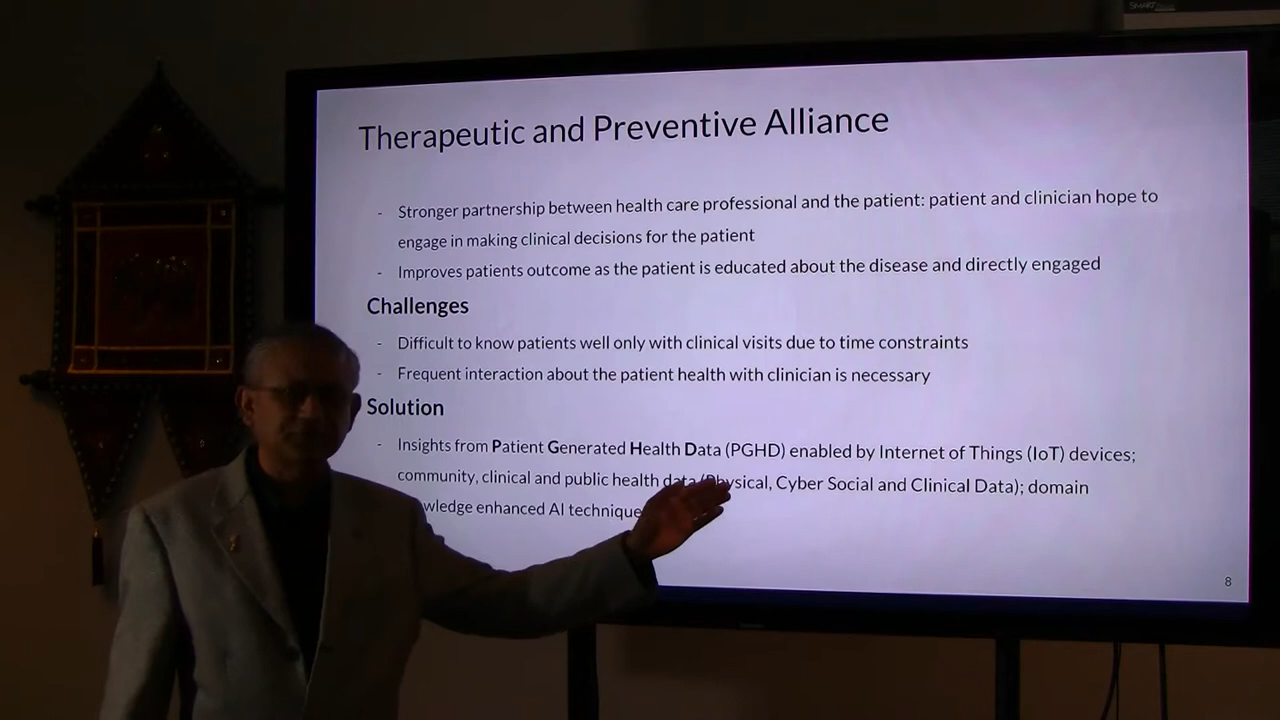 SMART
Therapeutic and Preventive Alliance
- Stronger partnership between health care professional and the patient: patient and clinician hope to
engage in making clinical decisions for the patient
- Improves patients outcome as the patient is educated about the disease and directly engaged
Challenges
- Difficult to know patients well only with clinical visits due to time constraints
- Frequent interaction about the patient health with clinician is necessary
Solution
- Insights from Patient Generated Health Data (PGHD) enabled by Internet of Things (IoT) devices;
community, clinical and public health data (Physical, Cyber Social and Clinical Data); domain
wledge enhanced AI technique
8